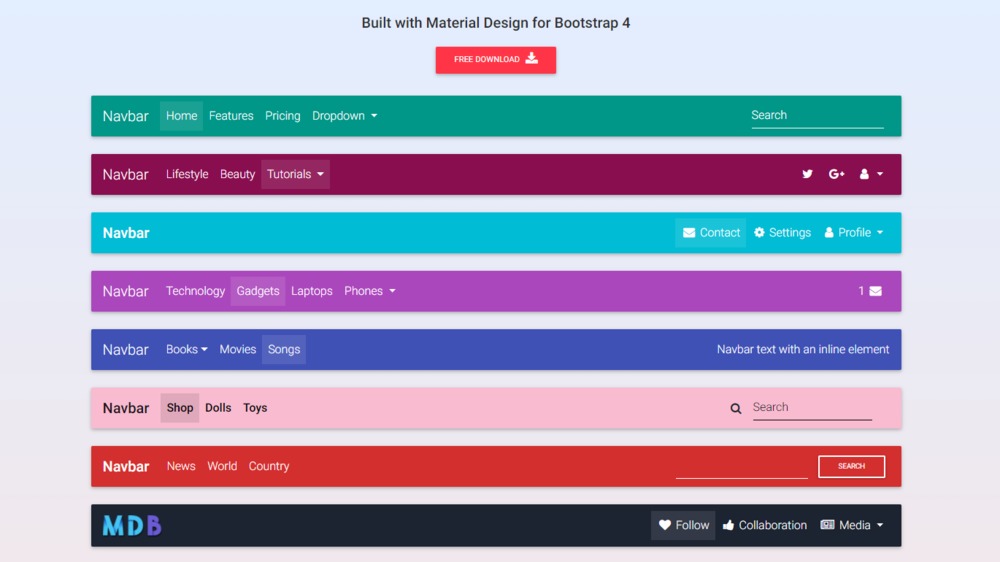 Built with Material Design for Bootstrap 4
FREE DOWNLOAD
Navbar Home Features Pricing Dropdown Search
Navbar Lifestyle Beauty Tutorials G+
Navbar Contact Settings Profile
Navbar Technology Gadgets Laptops Phones 1
Navbar Books Movies Songs Navbar text with an inline element
Navbar Shop Dolls Toys Search
Navbar News World Country SEARCH
MDB Follow Collaboration Media